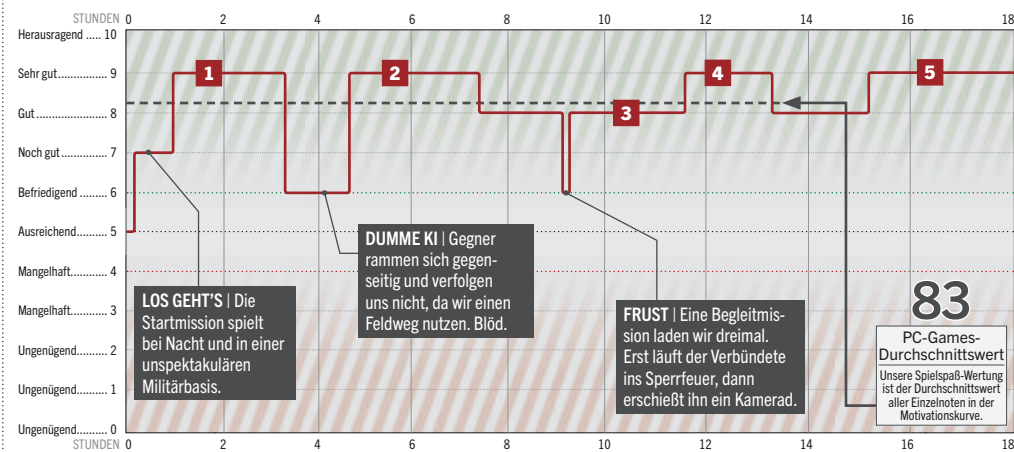 STUNDEN 0 2 4 6 8 10 12 14 16 18
Herausragend ..... 10
Sehr gut ............... 9
Gut ....................... 8
Noch gut .............. 7
Befriedigend ......... 6
Ausreichend ......... 5
Mangelhaft .......... 4
Mangelhaft .......... 3
Ungenügend ......... 2
Ungenügend ......... 1
Ungenügend ......... 0
STUNDEN 2 4 6 8 10 12 14 16 18
1
2
3
4
5
LOS GEHT'S | Die
Startmission spielt
bei Nacht und in einer
unspektakulären
Militärbasis.
DUMME KI | Gegner
rammen sich gegen-
seitig und verfolgen
uns nicht, da wir einen
Feldweg nutzen. Blöd.
FRUST | Eine Begleitmis-
sion laden wir dreimal.
Erst läuft der Verbündete
ins Sperrfeuer, dann
erschießt ihn ein Kamerad.
83
PC-Games-
Durchschnittswert
Unsere Spielspaß-Wertung
ist der Durchschnittswert
aller Einzelnoten in der
Motivationskurve.